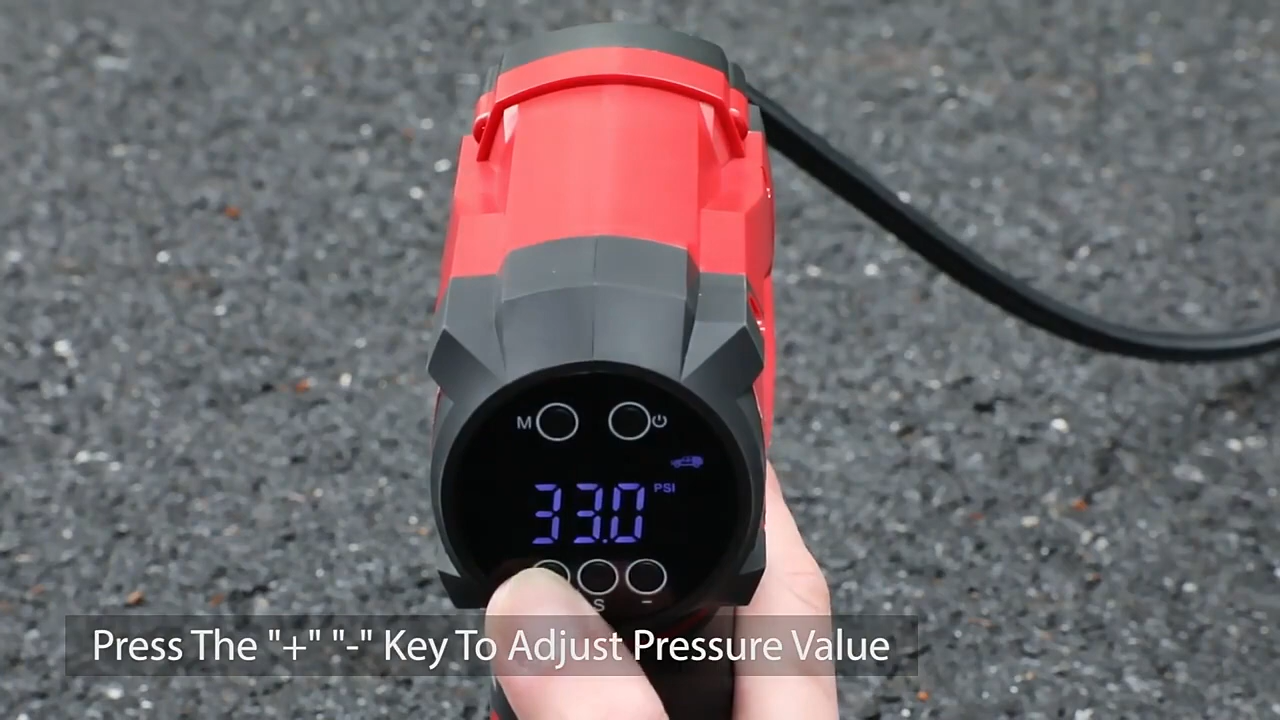 M
PSI
33.0
S -
Press The "+" "-" Key To Adjust Pressure Value